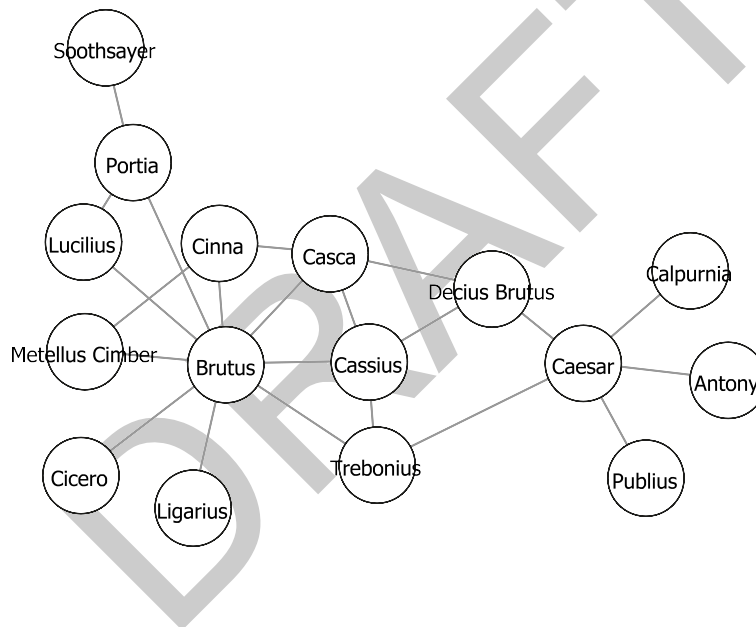 Soothsayer
Portia
Lucilius
Cinna
Casca
Calpurnia
Decius Brutus
Metellus Cimber
Brutus
Cassius
Caesar
Antony
Cicero
Trebonius
Publius
Ligarius
DRAFT